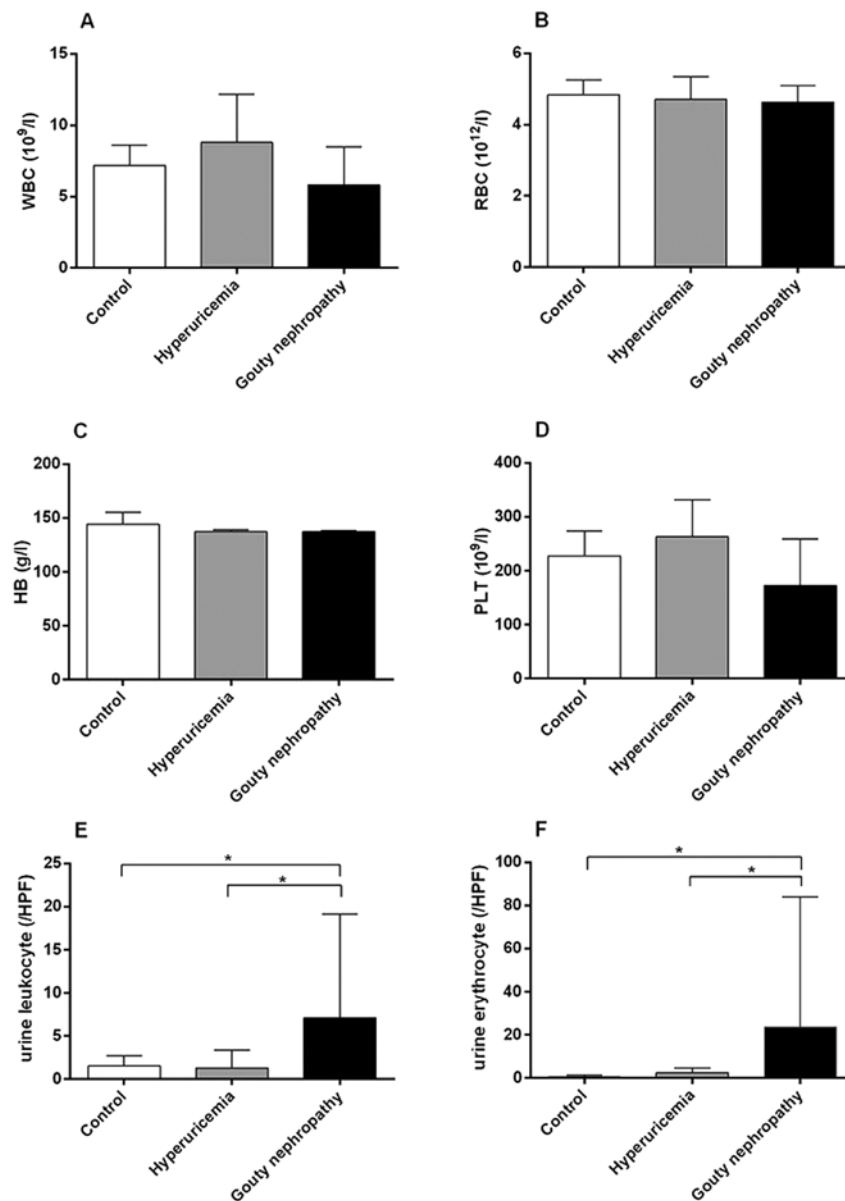 A
WBC (10⁹/l)
15
10
5
0
Control
Hyperuricemia
Gouty nephropathy
B
RBC (10¹²/l)
6
4
2
0
Control
Hyperuricemia
Gouty nephropathy
C
HB (g/l)
200
150
100
50
0
Control
Hyperuricemia
Gouty nephropathy
D
PLT (10⁹/l)
400
300
200
100
0
Control
Hyperuricemia
Gouty nephropathy
E
urine leukocyte (/HPF)
25
20
15
10
5
0
*
*
Control
Hyperuricemia
Gouty nephropathy
F
urine erythrocyte (/HPF)
100
80
60
40
20
0
*
*
Control
Hyperuricemia
Gouty nephropathy